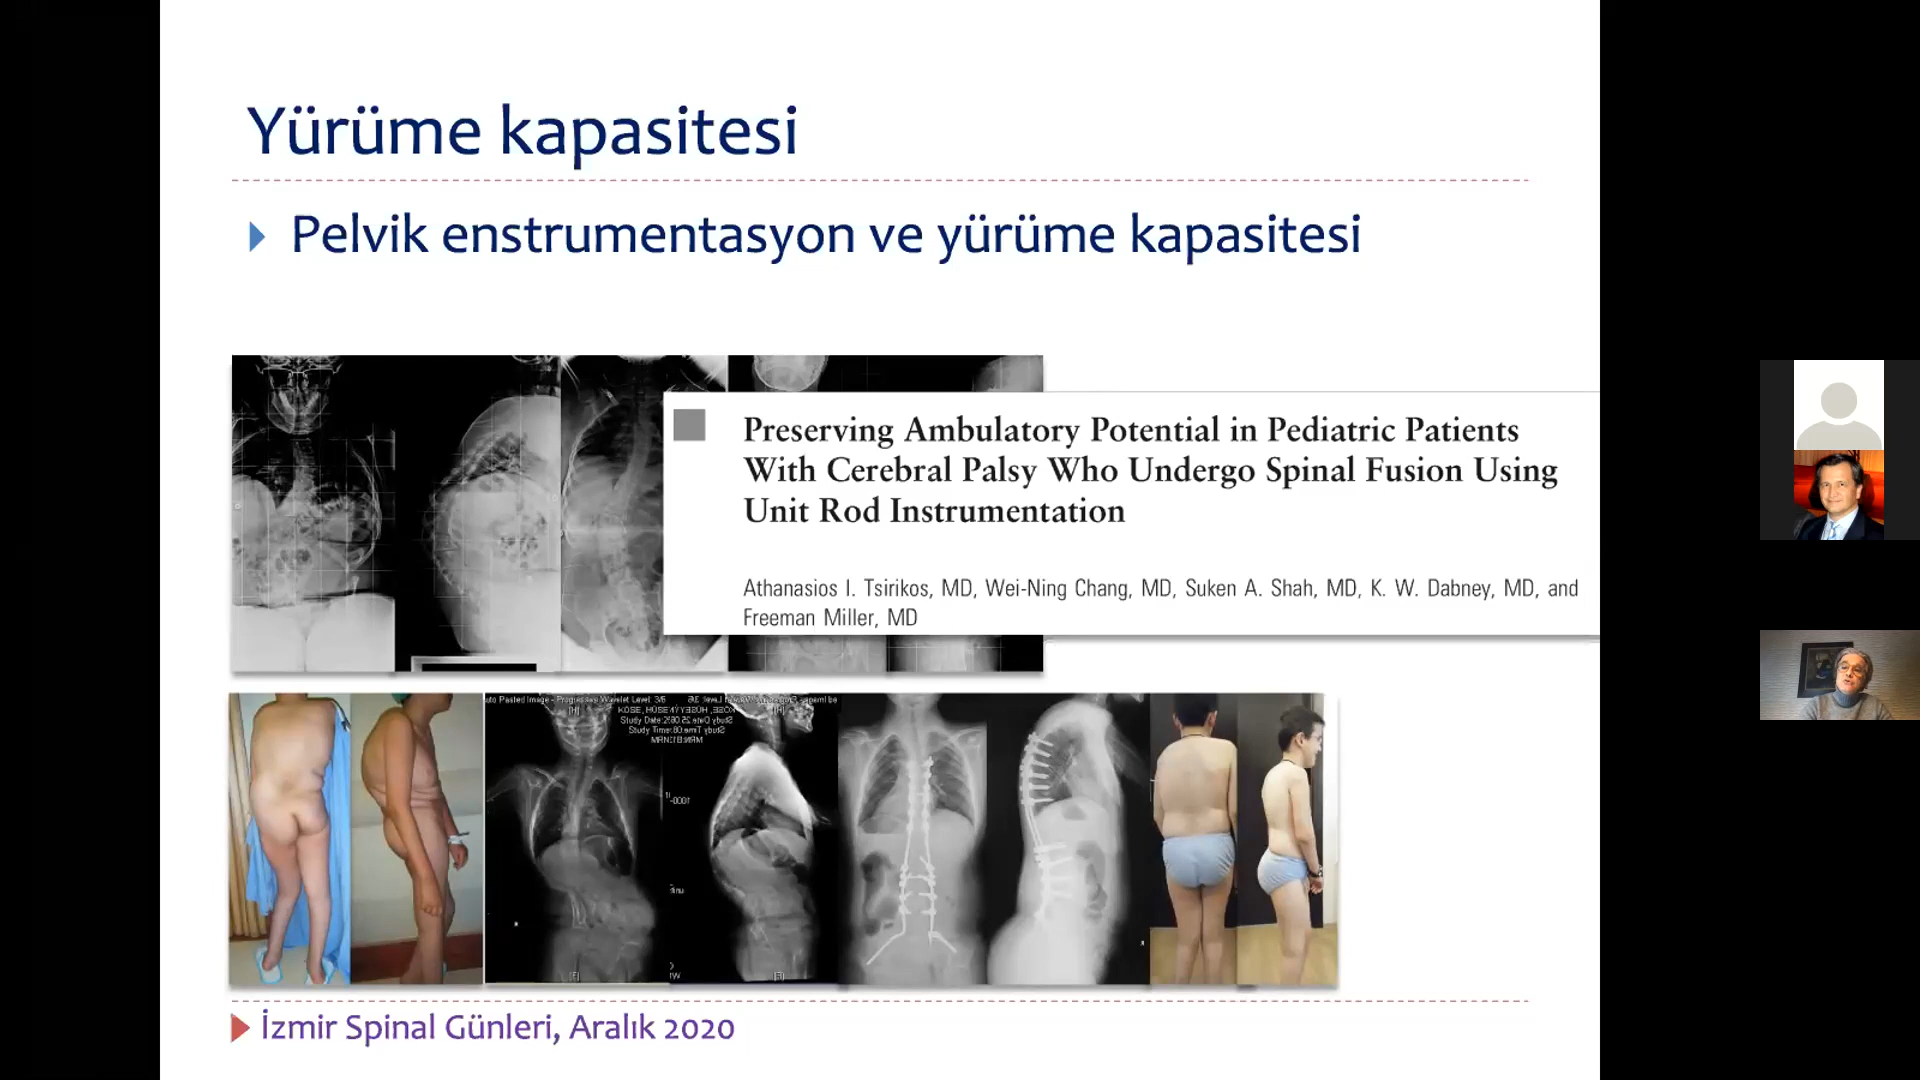 Yürüme kapasitesi
Pelvik enstrumentasyon ve yürüme kapasitesi
Preserving Ambulatory Potential in Pediatric Patients
With Cerebral Palsy Who Undergo Spinal Fusion Using
Unit Rod Instrumentation
Athanasios I. Tsirikos, MD, Wei-Ning Chang, MD, Suken A. Shah, MD, K. W. Dabney, MD, and
Freeman Miller, MD
İzmir Spinal Günleri, Aralık 2020